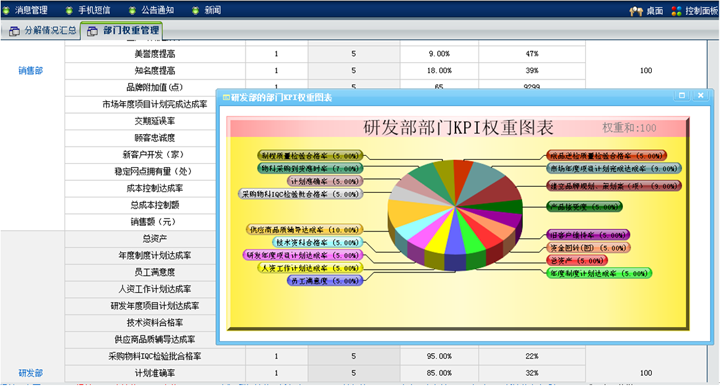 消息管理 手机短信 公告通知 新闻 桌面 控制面板
分解情况汇总 部门权重管理
美誉度提高 1 5 9.00% 47%
销售部 知名度提高 1 5 18.00% 39% 100
品牌附加值(点) 1 5 65 9299
市场年度项目计划完成达成率
交期延误率
顾客忠诚度
新客户开发（家）
稳定网点拥有量（处）
成本控制达成率
总成本控制额
销售额（元）
总资产
年度制度计划达成率
员工满意度
人资工作计划达成率
研发年度项目计划达成率
技术资料合格率
供应商品质辅导达成率
采购物料IQC检验批合格率 1 5 95.00% 22%
研发部 计划准确率 1 5 85.00% 32% 100
研发部的部门KPI权重图表
研发部部门KPI权重图表 权重和:100
制程质量检验合格率 (5.00%)
物料采购到货准时率 (7.00%)
计划准确率 (5.00%)
采购物料IQC检验批合格率 (5.00%)
供应商品质辅导达成率 (10.00%)
技术资料合格率 (5.00%)
研发年度项目计划达成率 (5.00%)
人资工作计划达成率 (5.00%)
员工满意度 (5.00%)
成品送检质量检验合格率 (5.00%)
市场年度项目计划完成达成率 (9.00%)
建立品牌规划、策划案（项） (9.00%)
产品接受度 (5.00%)
旧客户维持率 (5.00%)
资金周转(次) (5.00%)
总资产 (5.00%)
年度制度计划达成率 (5.00%)